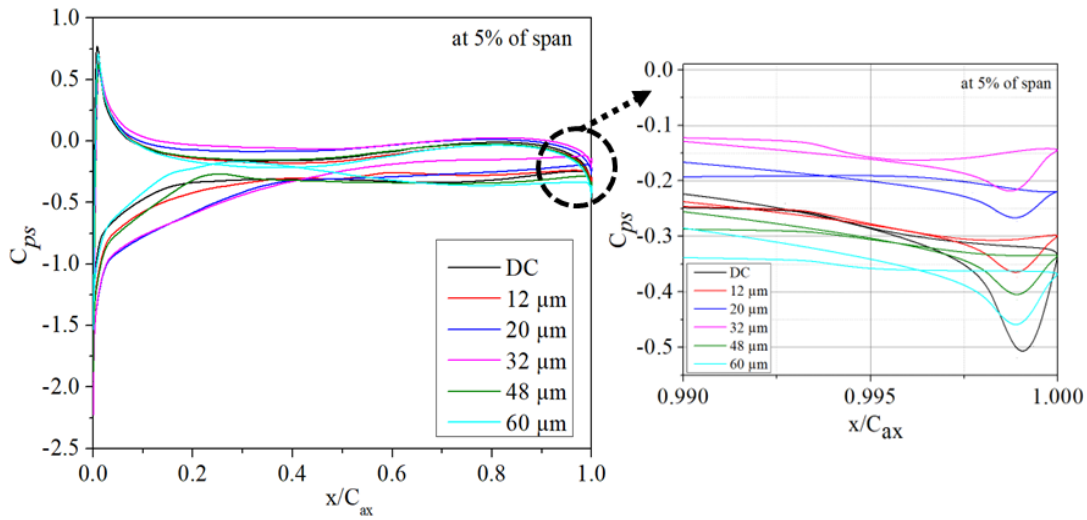 at 5% of span
1.0
0.5
0.0
-0.5
-1.0
-1.5
-2.0
-2.5
C_ps
DC
12 µm
20 µm
32 µm
48 µm
60 µm
0.0 0.2 0.4 0.6 0.8 1.0
x/C_ax
at 5% of span
0.0
-0.1
-0.2
-0.3
-0.4
-0.5
C_ps
DC
12 µm
20 µm
32 µm
48 µm
60 µm
0.990 0.995 1.000
x/C_ax